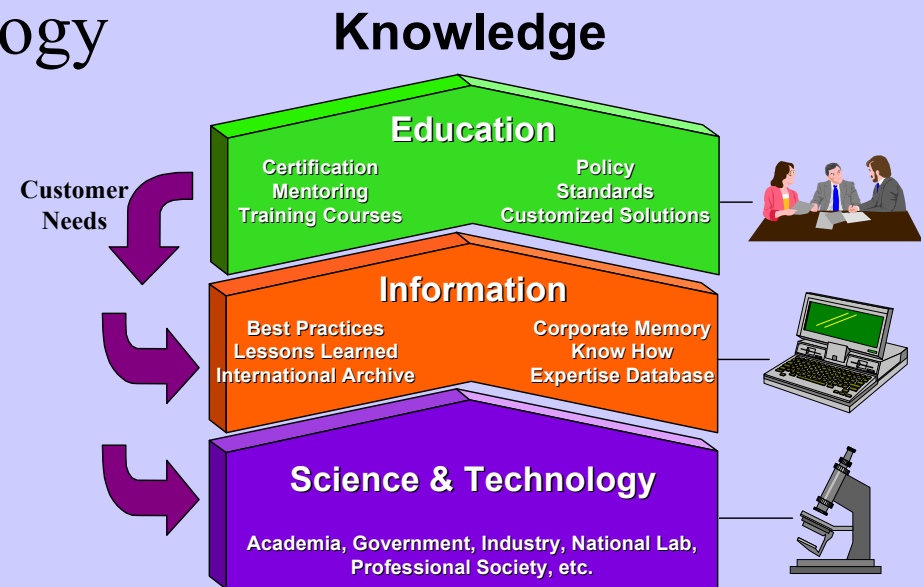 ogy
Knowledge
Education
Certification
Mentoring
Training Courses
Policy
Standards
Customized Solutions
Customer
Needs
Information
Best Practices
Lessons Learned
International Archive
Corporate Memory
Know How
Expertise Database
Science & Technology
Academia, Government, Industry, National Lab,
Professional Society, etc.